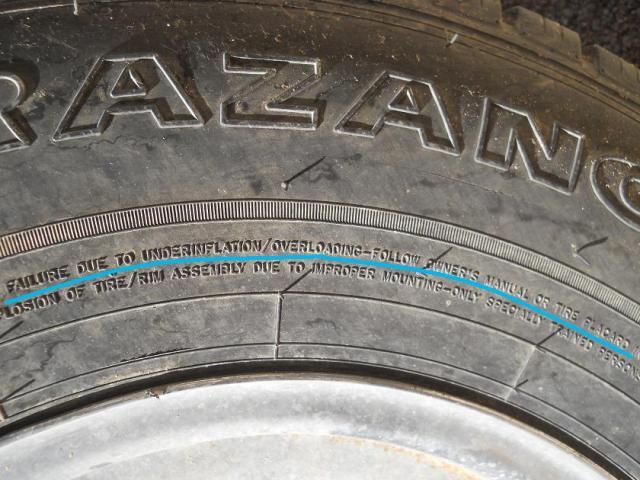 RAZANO
FAILURE DUE TO UNDERINFLATION/OVERLOADING-FOLLOW OWNER'S MANUAL OR TIRE PLACARD
PLOSION OF TIRE/RIM ASSEMBLY DUE TO IMPROPER MOUNTING-ONLY SPECIALLY TRAINED PERSONS